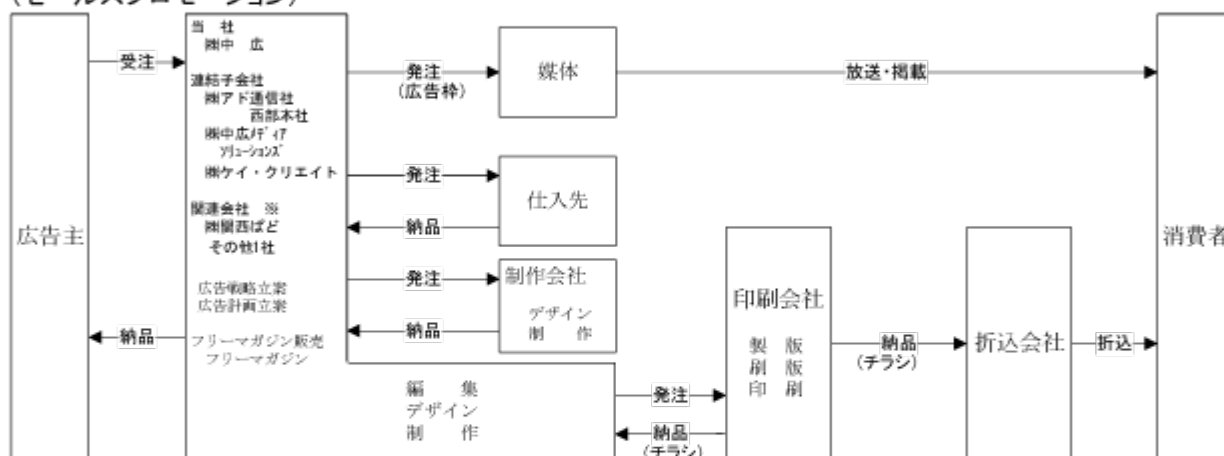 (セールスプロモーション)
広告主
受注
納品
当 社
㈱中 広
連結子会社
㈱アド通信社
西部本社
㈱中広メディア
ソリューションズ
㈱ケイ・クリエイト
関連会社 ※
㈱関西ぱど
その他1社
広告戦略立案
広告計画立案
フリーマガジン販売
フリーマガジン
編 集
デザイン
制 作
発注
(広告枠)
媒体
放送・掲載
発注
納品
仕入先
発注
納品
制作会社
デザイン
制 作
発注
納品
(チラシ)
印刷会社
製 版
刷 版
印 刷
納品
(チラシ)
折込会社
折込
消費者